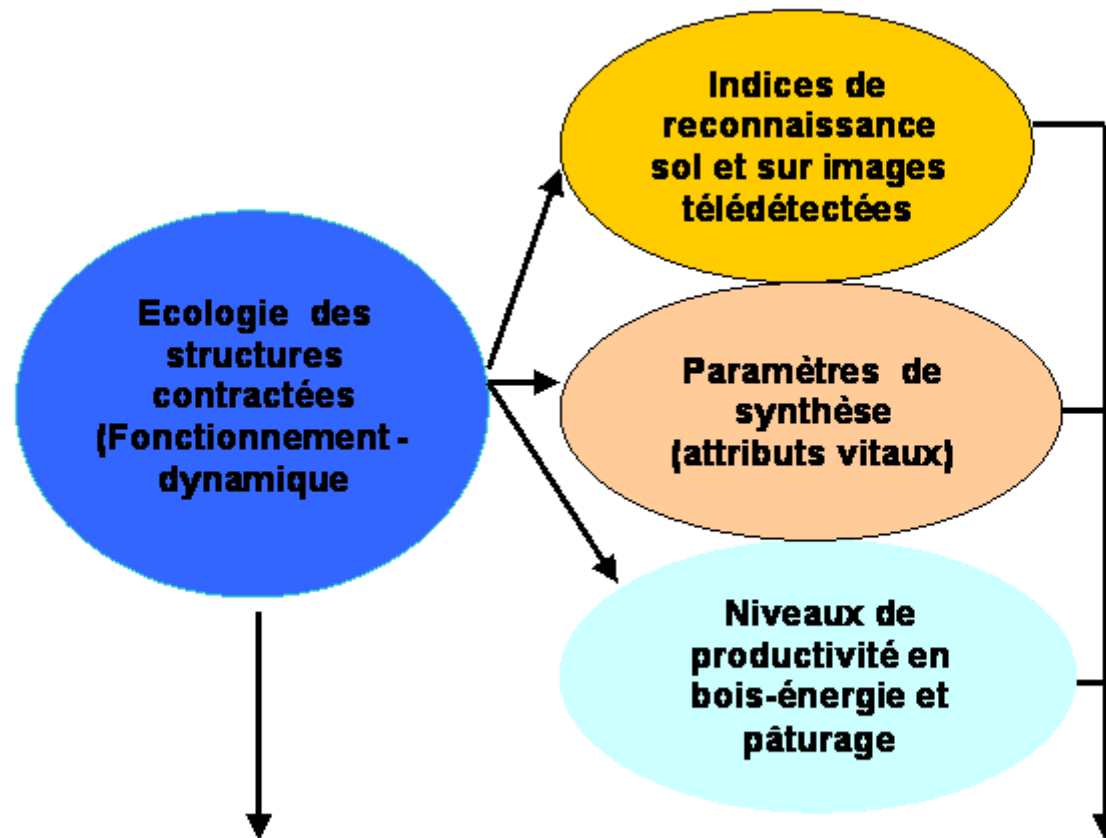 Indices de
reconnaissance
sol et sur images
télédétectées
Ecologie des
structures
contractées
(Fonctionnement -
dynamique
Paramètres de
synthèse
(attributs vitaux)
Niveaux de
productivité en
bois-énergie et
pâturage